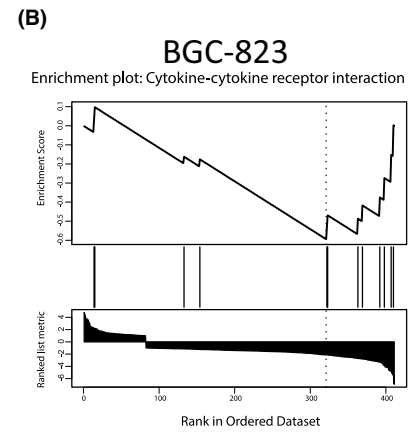 (B)
BGC-823
Enrichment plot: Cytokine-cytokine receptor interaction
Enrichment Score
0.1
0.0
-0.1
-0.2
-0.3
-0.4
-0.5
-0.6
Ranked list metric
4
2
0
-2
-4
-6
0 100 200 300 400
Rank in Ordered Dataset